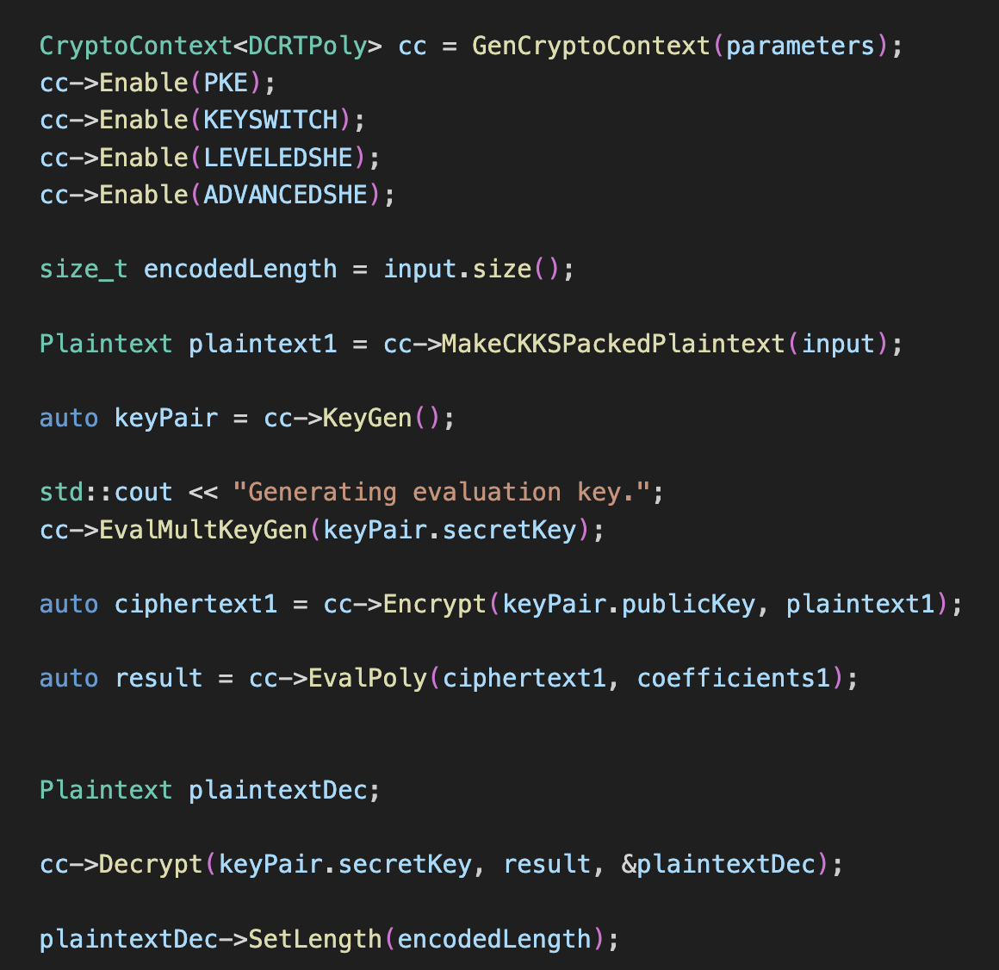 CryptoContext<DCRTPoly> cc = GenCryptoContext(parameters);
cc->Enable(PKE);
cc->Enable(KEYSWITCH);
cc->Enable(LEVELEDSHE);
cc->Enable(ADVANCEDSHE);
size_t encodedLength = input.size();
Plaintext plaintext1 = cc->MakeCKKSPackedPlaintext(input);
auto keyPair = cc->KeyGen();
std::cout << "Generating evaluation key.";
cc->EvalMultKeyGen(keyPair.secretKey);
auto ciphertext1 = cc->Encrypt(keyPair.publicKey, plaintext1);
auto result = cc->EvalPoly(ciphertext1, coefficients1);
Plaintext plaintextDec;
cc->Decrypt(keyPair.secretKey, result, &plaintextDec);
plaintextDec->SetLength(encodedLength);